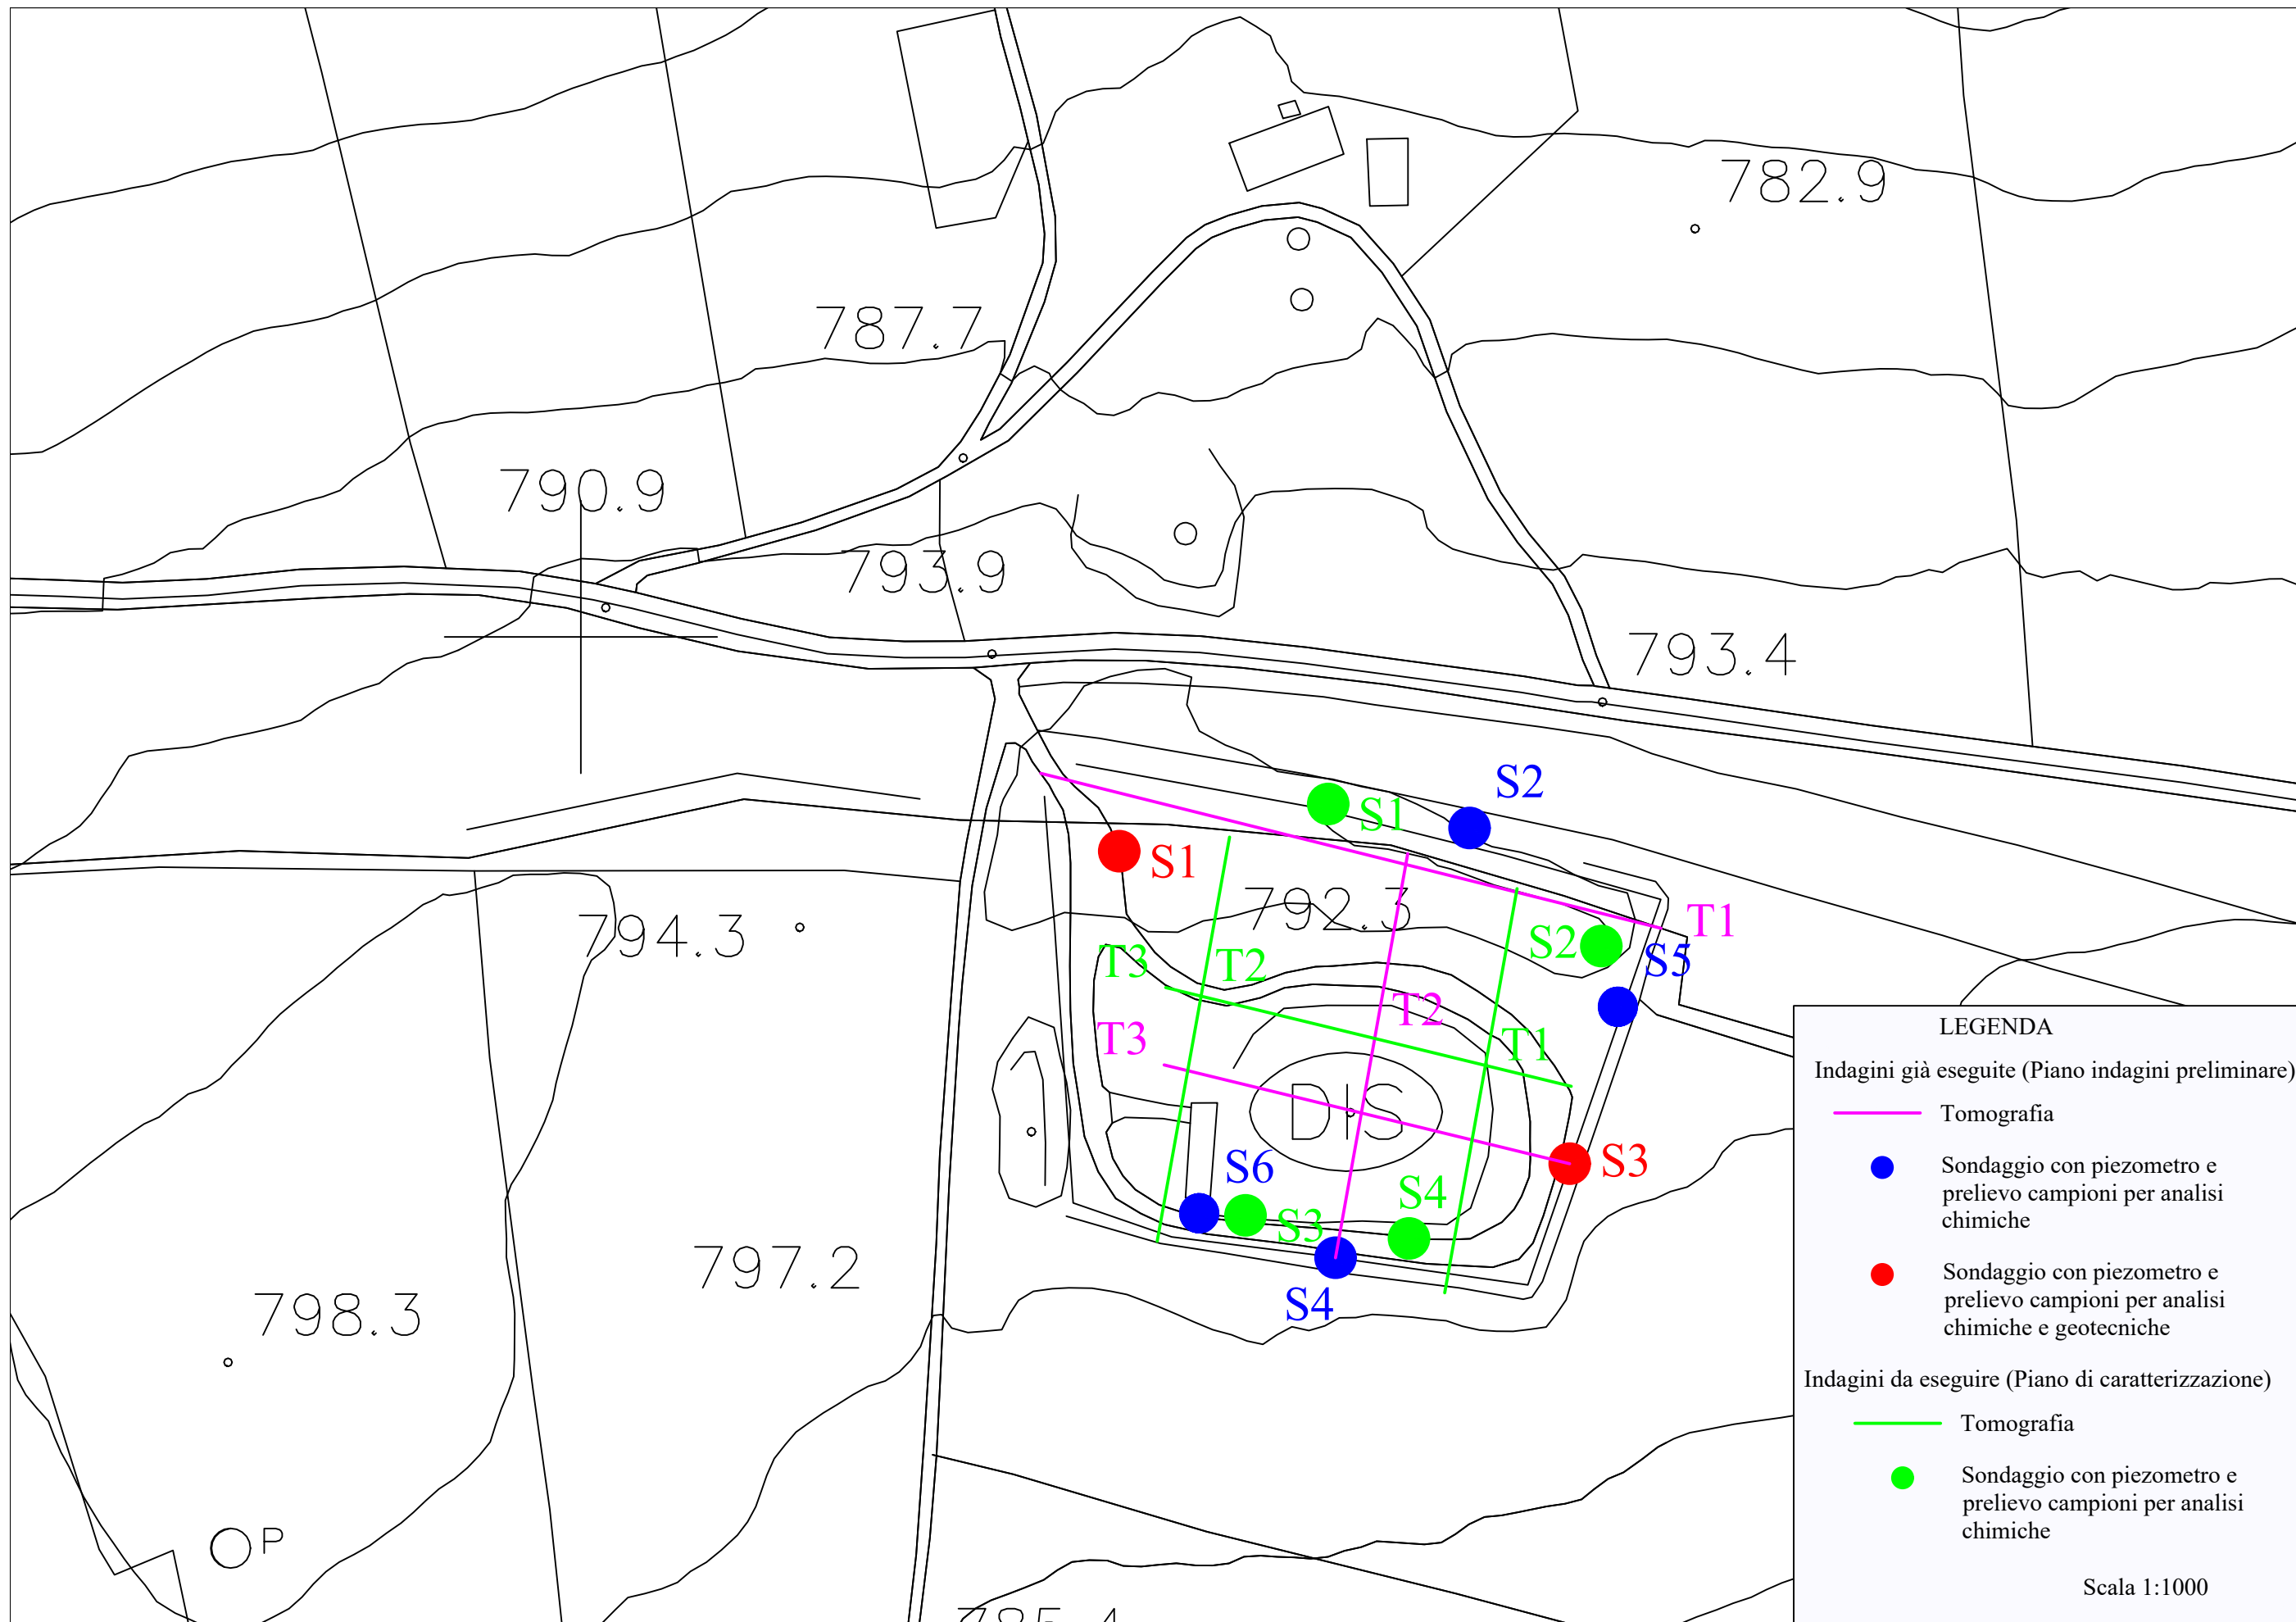 782.9
787.7
790.9
793.9
793.4
S2
S1
S1
792.3
T1
794.3
S2
S5
T3
T2
T2
T3
T1
DIS
S3
S6
S4
S3
797.2
S4
798.3
P
785.4
LEGENDA
Indagini già eseguite (Piano indagini preliminare)
Tomografia
Sondaggio con piezometro e
prelievo campioni per analisi
chimiche
Sondaggio con piezometro e
prelievo campioni per analisi
chimiche e geotecniche
Indagini da eseguire (Piano di caratterizzazione)
Tomografia
Sondaggio con piezometro e
prelievo campioni per analisi
chimiche
Scala 1:1000